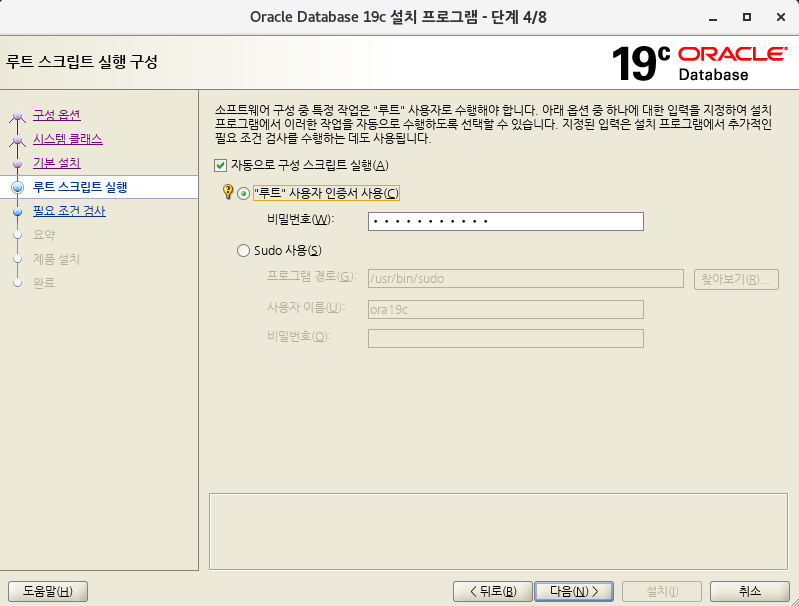 Oracle Database 19c 설치 프로그램 - 단계 4/8
루트 스크립트 실행 구성
19c ORACLE
Database
구성 옵션
시스템 클래스
기본 설치
루트 스크립트 실행
필요 조건 검사
요약
제품 설치
완료
소프트웨어 구성 중 특정 작업은 "루트" 사용자로 수행해야 합니다. 아래 옵션 중 하나에 대한 입력을 지정하여 설치
프로그램에서 이러한 작업을 자동으로 수행하도록 선택할 수 있습니다. 지정된 입력은 설치 프로그램에서 추가적인
필요 조건 검사를 수행하는 데도 사용됩니다.
자동으로 구성 스크립트 실행(A)
"루트" 사용자 인증서 사용(C)
비밀번호(W): • • • • • • • • • • •
Sudo 사용(S)
프로그램 경로(G): /usr/bin/sudo 찾아보기(R)...
사용자 이름(U): ora19c
비밀번호(O):
도움말(H) < 뒤로(B) 다음(N) > 설치(I) 취소